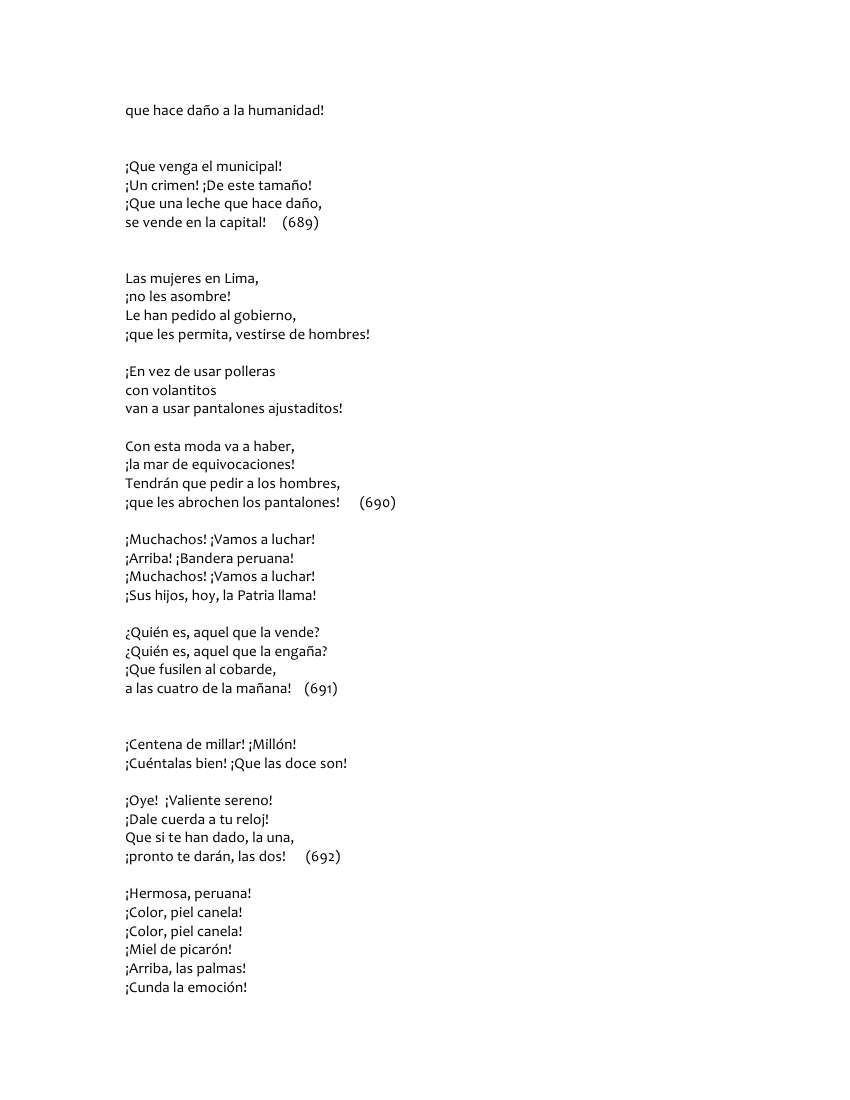 que hace daño a la humanidad!
¡Que venga el municipal!
¡Un crimen! ¡De este tamaño!
¡Que una leche que hace daño,
se vende en la capital! (689)
Las mujeres en Lima,
¡no les asombre!
Le han pedido al gobierno,
¡que les permita, vestirse de hombres!
¡En vez de usar polleras
con volantitos
van a usar pantalones ajustaditos!
Con esta moda va a haber,
¡la mar de equivocaciones!
Tendrán que pedir a los hombres,
¡que les abrochen los pantalones! (690)
¡Muchachos! ¡Vamos a luchar!
¡Arriba! ¡Bandera peruana!
¡Muchachos! ¡Vamos a luchar!
¡Sus hijos, hoy, la Patria llama!
¿Quién es, aquel que la vende?
¿Quién es, aquel que la engaña?
¡Que fusilen al cobarde,
a las cuatro de la mañana! (691)
¡Centena de millar! ¡Millón!
¡Cuéntalas bien! ¡Que las doce son!
¡Oye! ¡Valiente sereno!
¡Dale cuerda a tu reloj!
Que si te han dado, la una,
¡pronto te darán, las dos! (692)
¡Hermosa, peruana!
¡Color, piel canela!
¡Color, piel canela!
¡Miel de picarón!
¡Arriba, las palmas!
¡Cunda la emoción!